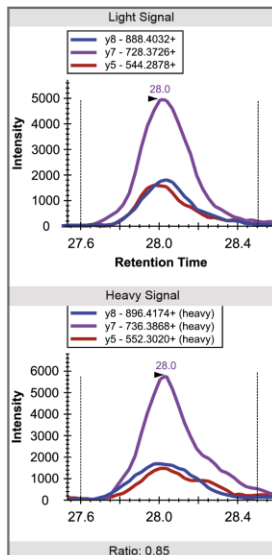 Light Signal
y8 - 888.4032+
y7 - 728.3726+
y5 - 544.2878+
28.0
5000
4000
3000
2000
1000
0
Intensity
27.6 28.0 28.4
Retention Time
Heavy Signal
y8 - 896.4174+ (heavy)
y7 - 736.3868+ (heavy)
y5 - 552.3020+ (heavy)
28.0
6000
5000
4000
3000
2000
1000
0
Intensity
27.6 28.0 28.4
Ratio: 0.85